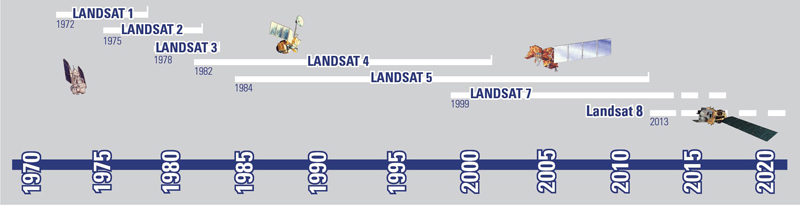 LANDSAT 1
1972
LANDSAT 2
1975
LANDSAT 3
1978
LANDSAT 4
1982
LANDSAT 5
1984
LANDSAT 7
1999
Landsat 8
2013
1970 1975 1980 1985 1990 1995 2000 2005 2010 2015 2020